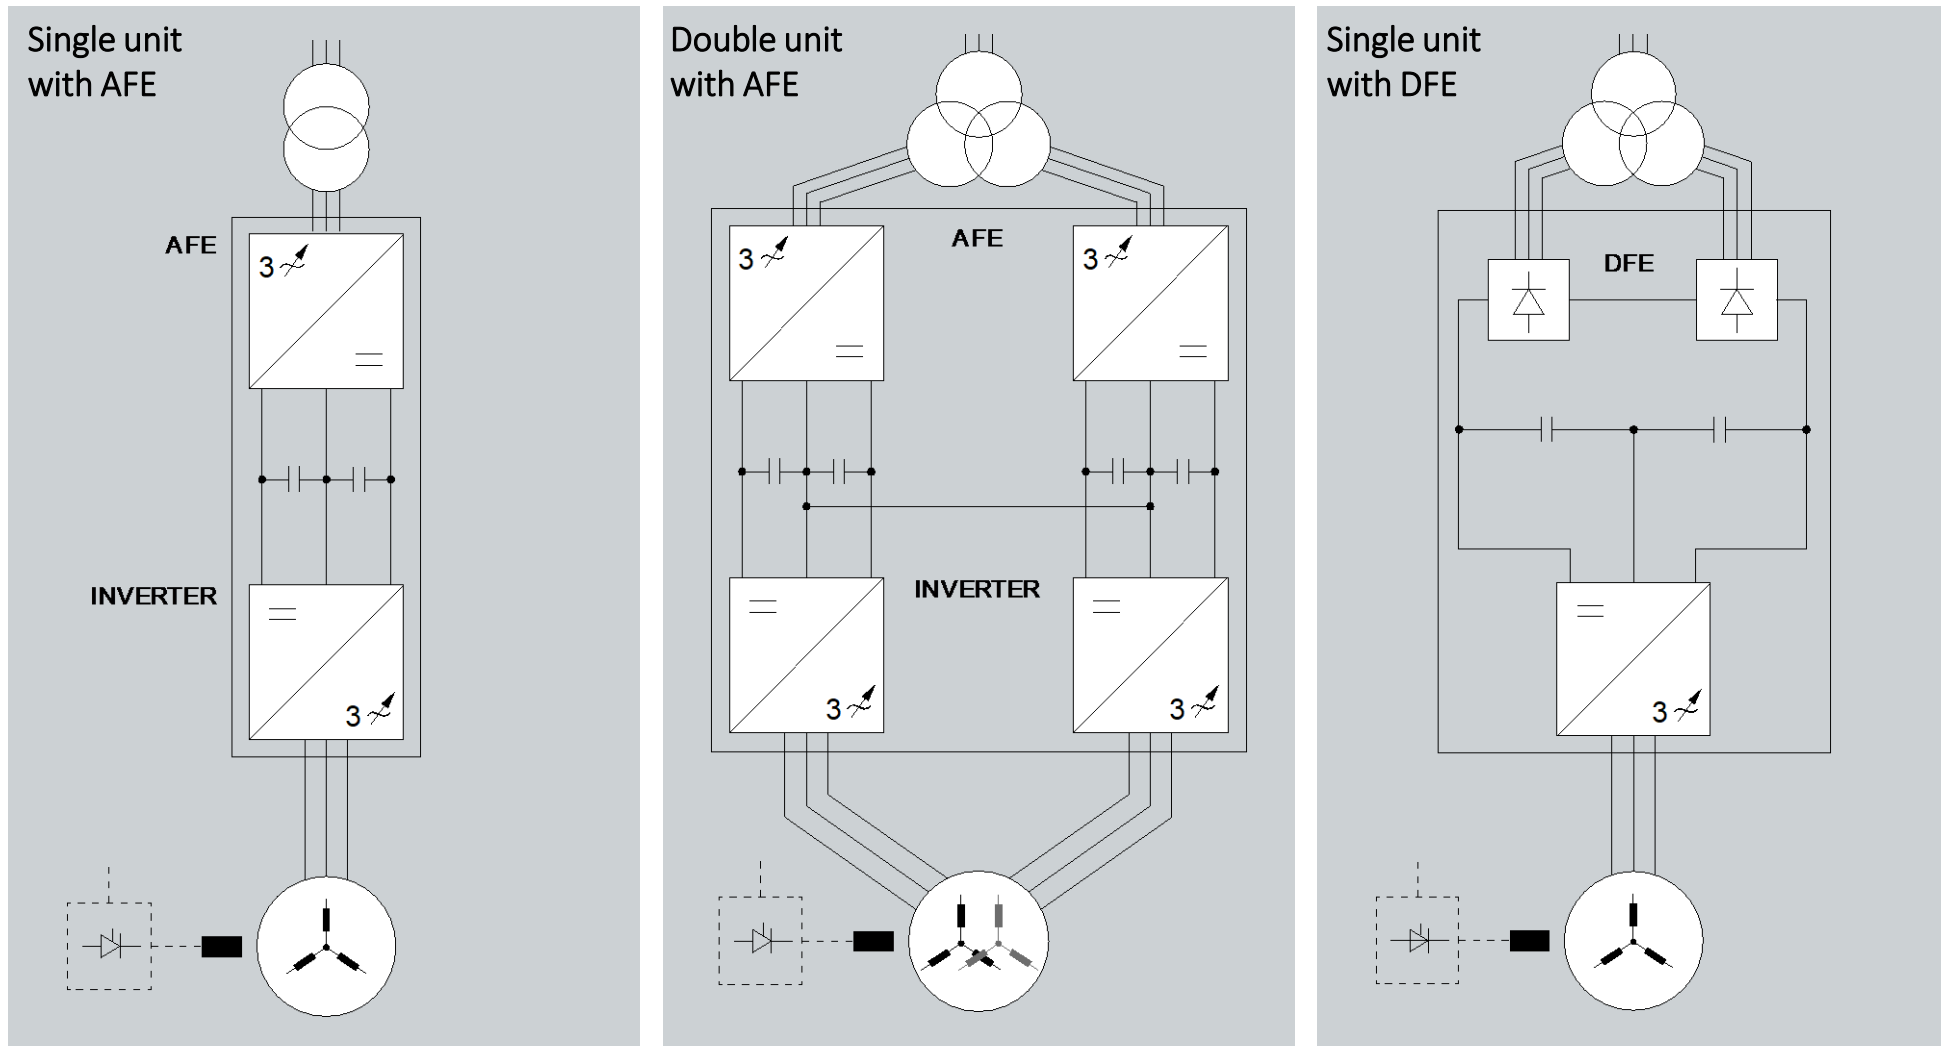 Single unit
with AFE
AFE
3
INVERTER
3
Double unit
with AFE
AFE
3
3
INVERTER
3
3
Single unit
with DFE
DFE
3